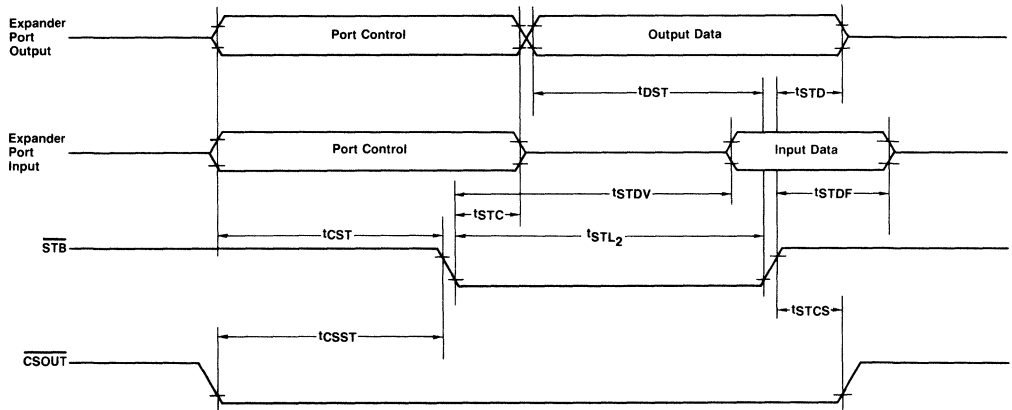 Expander
Port
Output
Port Control
Output Data
tDST
tSTD
Expander
Port
Input
Port Control
Input Data
tSTDV
tSTDF
tSTC
tCST
tSTL2
STB
tSTCS
tCSST
CSOUT